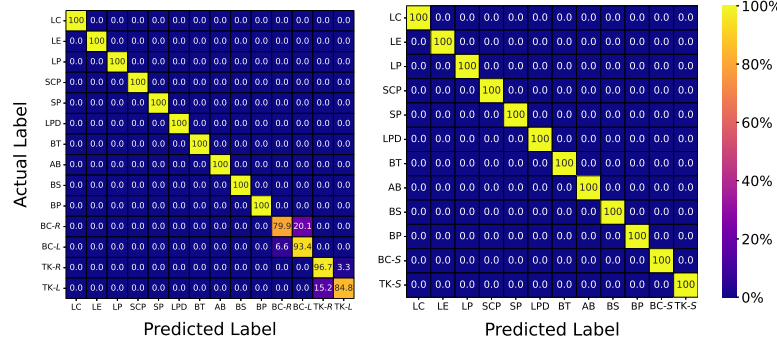 LC 100 0.0 0.0 0.0 0.0 0.0 0.0 0.0 0.0 0.0 0.0 0.0 0.0 0.0
LE 0.0 100 0.0 0.0 0.0 0.0 0.0 0.0 0.0 0.0 0.0 0.0 0.0 0.0
LP 0.0 0.0 100 0.0 0.0 0.0 0.0 0.0 0.0 0.0 0.0 0.0 0.0 0.0
SCP 0.0 0.0 0.0 100 0.0 0.0 0.0 0.0 0.0 0.0 0.0 0.0 0.0 0.0
SP 0.0 0.0 0.0 0.0 100 0.0 0.0 0.0 0.0 0.0 0.0 0.0 0.0 0.0
LPD 0.0 0.0 0.0 0.0 0.0 100 0.0 0.0 0.0 0.0 0.0 0.0 0.0 0.0
BT 0.0 0.0 0.0 0.0 0.0 0.0 100 0.0 0.0 0.0 0.0 0.0 0.0 0.0
AB 0.0 0.0 0.0 0.0 0.0 0.0 0.0 100 0.0 0.0 0.0 0.0 0.0 0.0
BS 0.0 0.0 0.0 0.0 0.0 0.0 0.0 0.0 100 0.0 0.0 0.0 0.0 0.0
BP 0.0 0.0 0.0 0.0 0.0 0.0 0.0 0.0 0.0 100 0.0 0.0 0.0 0.0
BC-R 0.0 0.0 0.0 0.0 0.0 0.0 0.0 0.0 0.0 0.0 79.9 20.1 0.0 0.0
BC-L 0.0 0.0 0.0 0.0 0.0 0.0 0.0 0.0 0.0 0.0 6.6 93.4 0.0 0.0
TK-R 0.0 0.0 0.0 0.0 0.0 0.0 0.0 0.0 0.0 0.0 0.0 0.0 96.7 3.3
TK-L 0.0 0.0 0.0 0.0 0.0 0.0 0.0 0.0 0.0 0.0 0.0 0.0 15.2 84.8
LC LE LP SCP SP LPD BT AB BS BP BC-R BC-L TK-R TK-L
Predicted Label
Actual Label
LC 100 0.0 0.0 0.0 0.0 0.0 0.0 0.0 0.0 0.0 0.0 0.0
LE 0.0 100 0.0 0.0 0.0 0.0 0.0 0.0 0.0 0.0 0.0 0.0
LP 0.0 0.0 100 0.0 0.0 0.0 0.0 0.0 0.0 0.0 0.0 0.0
SCP 0.0 0.0 0.0 100 0.0 0.0 0.0 0.0 0.0 0.0 0.0 0.0
SP 0.0 0.0 0.0 0.0 100 0.0 0.0 0.0 0.0 0.0 0.0 0.0
LPD 0.0 0.0 0.0 0.0 0.0 100 0.0 0.0 0.0 0.0 0.0 0.0
BT 0.0 0.0 0.0 0.0 0.0 0.0 100 0.0 0.0 0.0 0.0 0.0
AB 0.0 0.0 0.0 0.0 0.0 0.0 0.0 100 0.0 0.0 0.0 0.0
BS 0.0 0.0 0.0 0.0 0.0 0.0 0.0 0.0 100 0.0 0.0 0.0
BP 0.0 0.0 0.0 0.0 0.0 0.0 0.0 0.0 0.0 100 0.0 0.0
BC-S 0.0 0.0 0.0 0.0 0.0 0.0 0.0 0.0 0.0 0.0 100 0.0
TK-S 0.0 0.0 0.0 0.0 0.0 0.0 0.0 0.0 0.0 0.0 0.0 100
LC LE LP SCP SP LPD BT AB BS BP BC-S TK-S
Predicted Label
100%
80%
60%
40%
20%
0%